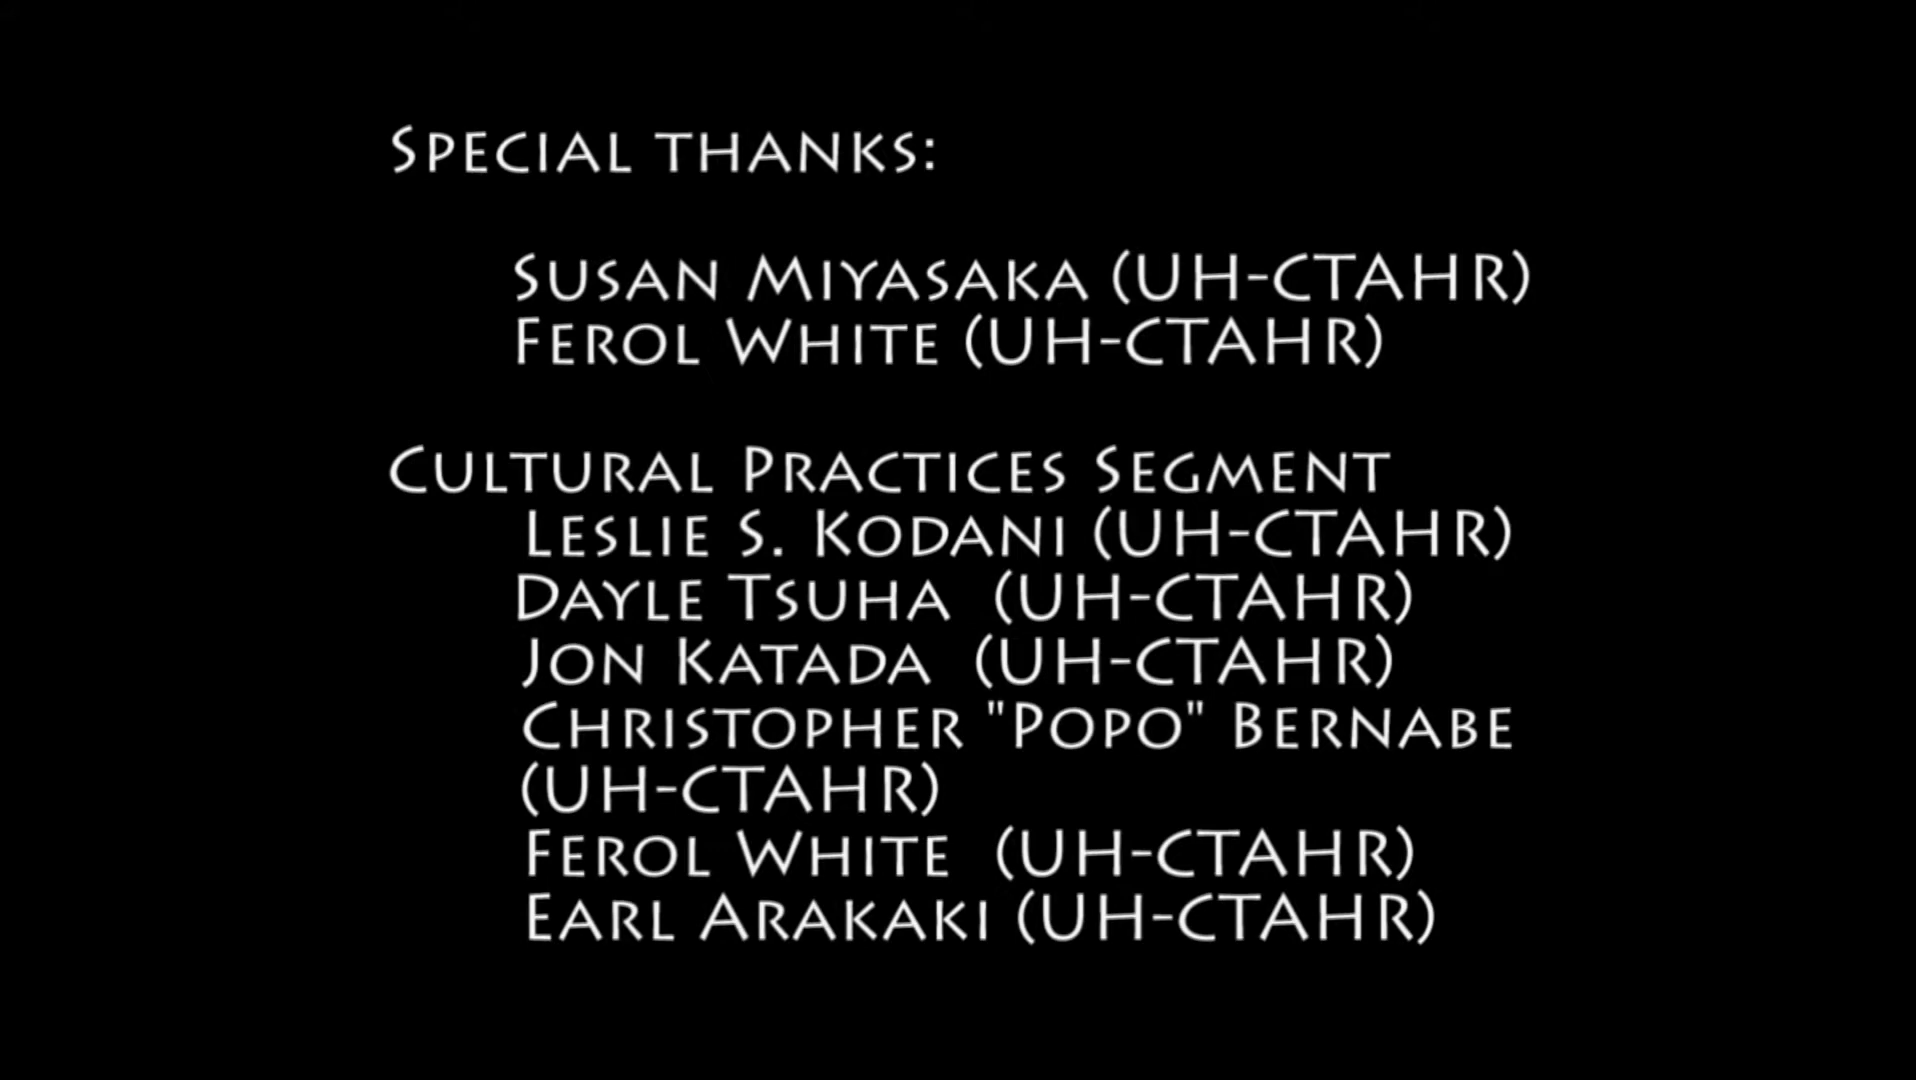 Special thanks:
Susan Miyasaka (UH-CTAHR)
Ferol White (UH-CTAHR)
Cultural Practices Segment
Leslie S. Kodani (UH-CTAHR)
Dayle Tsuha (UH-CTAHR)
Jon Katada (UH-CTAHR)
Christopher "Popo" Bernabe
(UH-CTAHR)
Ferol White (UH-CTAHR)
Earl Arakaki (UH-CTAHR)